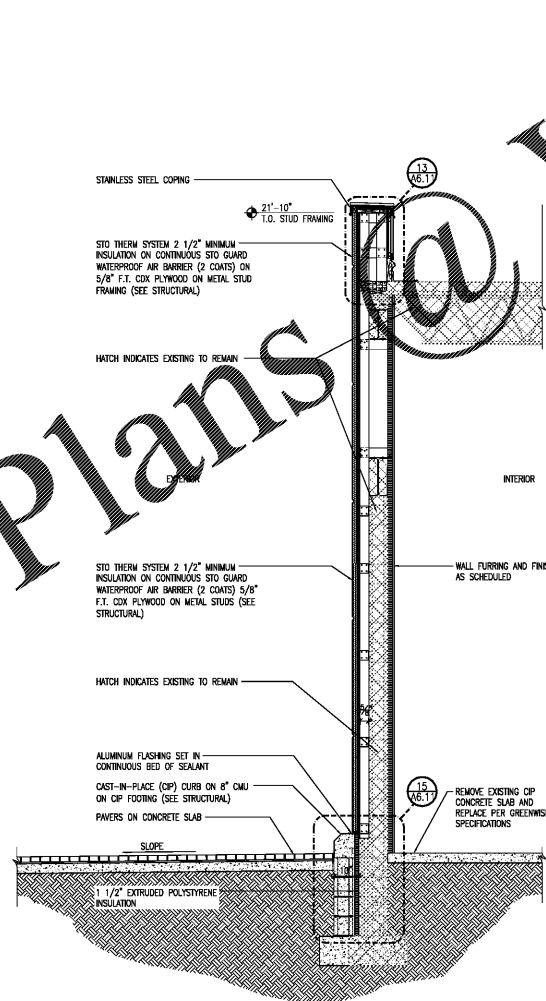 13
A6.11
STAINLESS STEEL COPING
21'-10"
T.O. STUD FRAMING
STO THERM SYSTEM 2 1/2" MINIMUM
INSULATION ON CONTINUOUS STO GUARD
WATERPROOF AIR BARRIER (2 COATS) ON
5/8" F.T. CDX PLYWOOD ON METAL STUD
FRAMING (SEE STRUCTURAL)
HATCH INDICATES EXISTING TO REMAIN
Plans @
EXTERIOR
INTERIOR
STO THERM SYSTEM 2 1/2" MINIMUM
INSULATION ON CONTINUOUS STO GUARD
WATERPROOF AIR BARRIER (2 COATS) 5/8"
F.T. CDX PLYWOOD ON METAL STUDS (SEE
STRUCTURAL)
WALL FURRING AND FINIS
AS SCHEDULED
HATCH INDICATES EXISTING TO REMAIN
ALUMINUM FLASHING SET IN
CONTINUOUS BED OF SEALANT
CAST-IN-PLACE (CIP) CURB ON 8" CMU
ON CIP FOOTING (SEE STRUCTURAL)
PAVERS ON CONCRETE SLAB
15
A6.11
REMOVE EXISTING CIP
CONCRETE SLAB AND
REPLACE PER GREENWIS
SPECIFICATIONS
SLOPE
1 1/2" EXTRUDED POLYSTYRENE
INSULATION